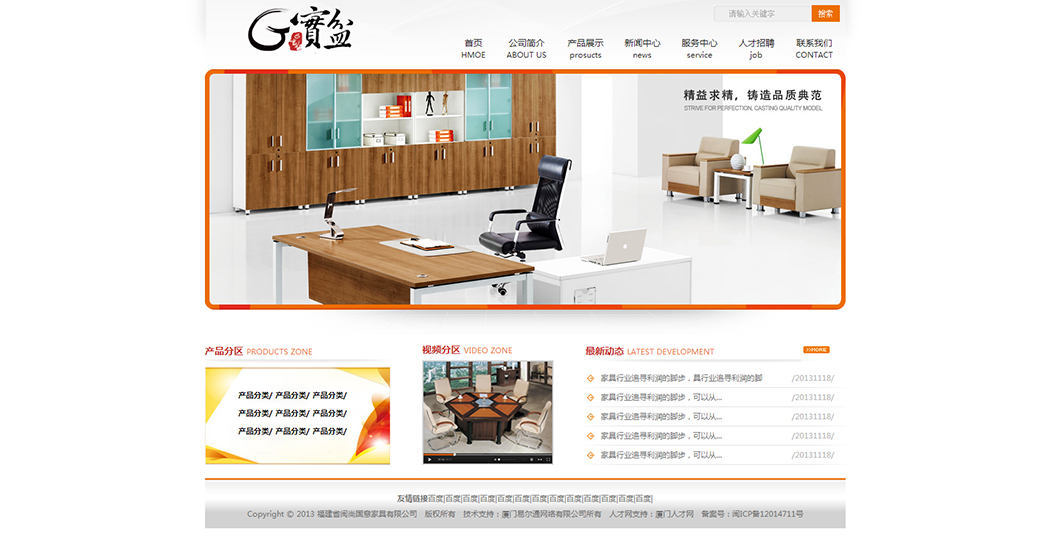 G寶盆
请输入关键字 搜索
首页 公司简介 产品展示 新闻中心 服务中心 人才招聘 联系我们
HMOE ABOUT US prosucts news service job CONTACT
精益求精，铸造品质典范
STRIVE FOR PERFECTION, CASTING QUALITY MODEL
产品分区 PRODUCTS ZONE
产品分类/ 产品分类/ 产品分类/
产品分类/ 产品分类/ 产品分类/
产品分类/ 产品分类/ 产品分类/
视频分区 VIDEO ZONE
最新动态 LATEST DEVELOPMENT >>MORE
家具行业追寻利润的脚步，具行业追寻利润的脚 /20131118/
家具行业追寻利润的脚步，可以从... /20131118/
家具行业追寻利润的脚步，可以从... /20131118/
家具行业追寻利润的脚步，可以从... /20131118/
家具行业追寻利润的脚步，可以从... /20131118/
友情链接百度|百度|百度|百度|百度|百度|百度|百度|百度|百度|百度|百度|百度|
Copyright © 2013 福建省闽尚国意家具有限公司 版权所有 技术支持：厦门易尔通网络有限公司所有 人才网支持：厦门人才网 备案号：闽ICP备12014711号